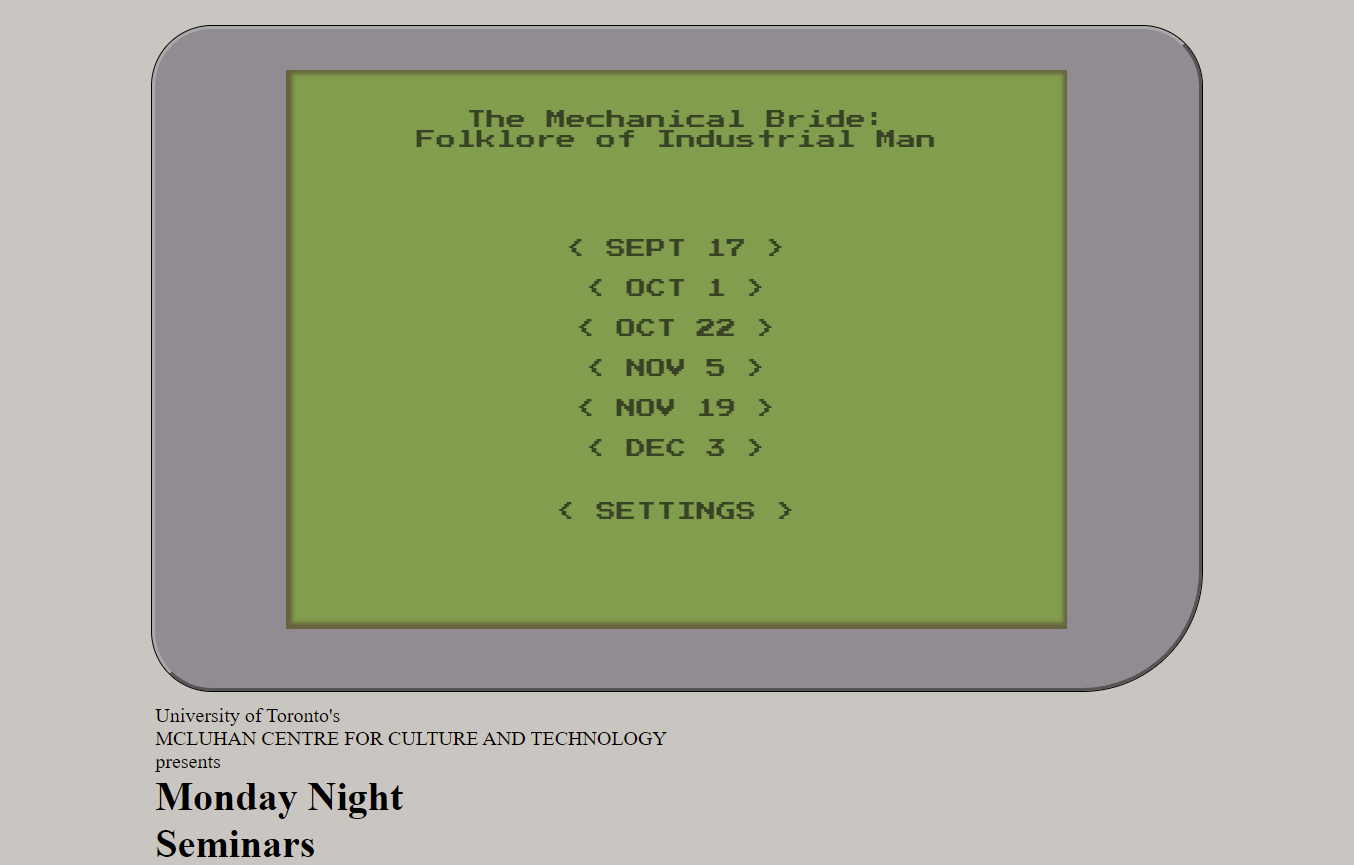 The Mechanical Bride:
Folklore of Industrial Man
< SEPT 17 >
< OCT 1 >
< OCT 22 >
< NOV 5 >
< NOV 19 >
< DEC 3 >
< SETTINGS >
University of Toronto's
MCLUHAN CENTRE FOR CULTURE AND TECHNOLOGY
presents
Monday Night
Seminars